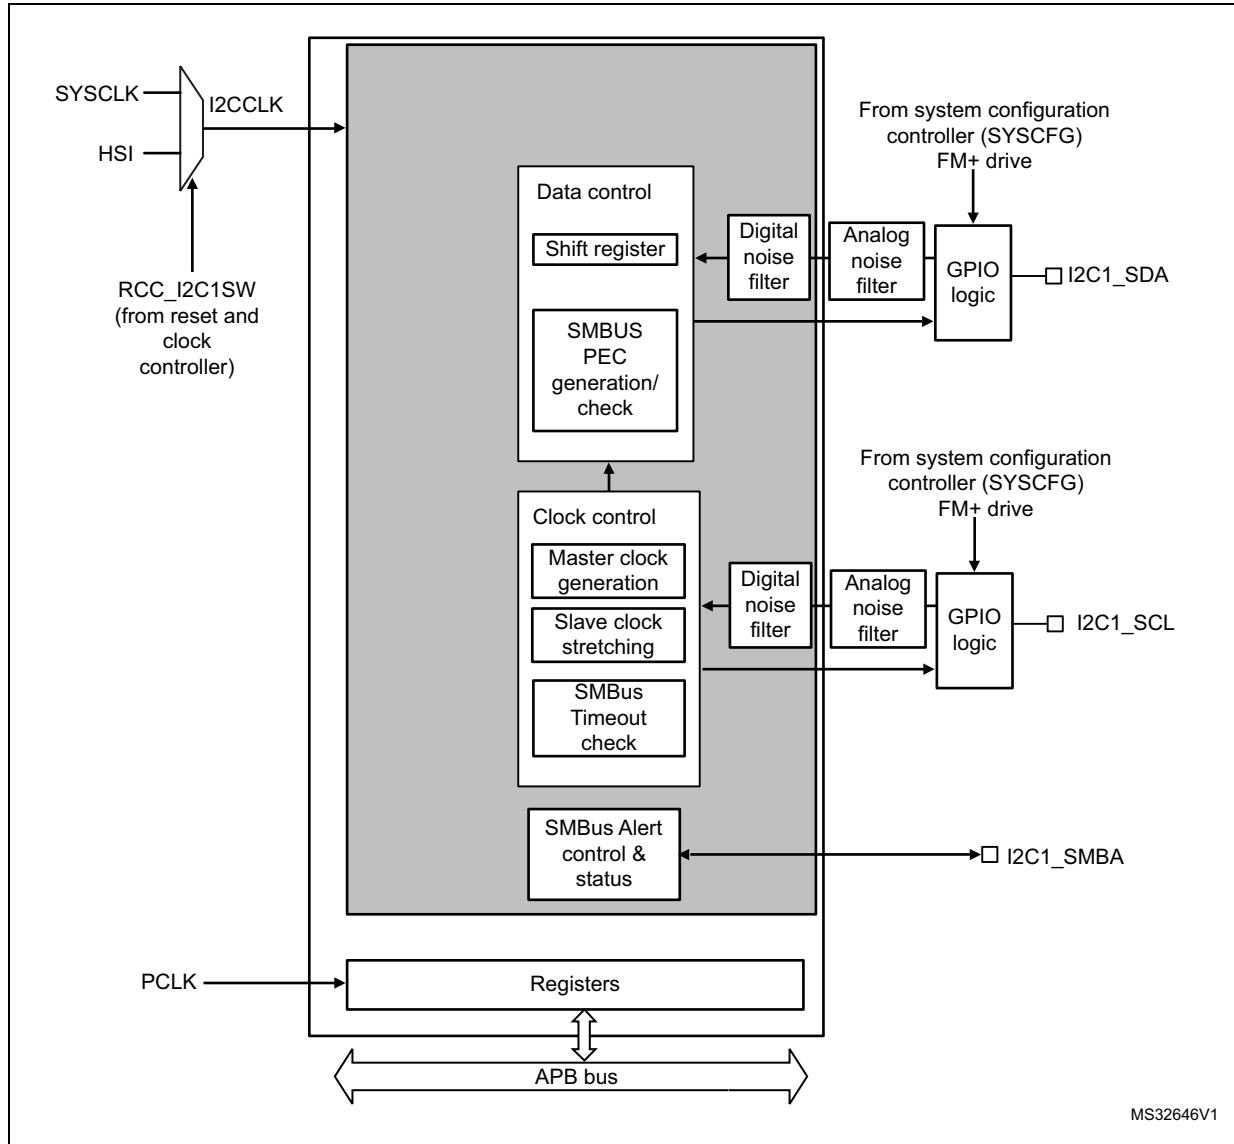 SYSCLK
I2CCLK
HSI
RCC_I2C1SW
(from reset and
clock
controller)
From system configuration
controller (SYSCFG)
FM+ drive
Data control
Shift register
SMBUS
PEC
generation/
check
Digital
noise
filter
Analog
noise
filter
GPIO
logic
I2C1_SDA
From system configuration
controller (SYSCFG)
FM+ drive
Clock control
Master clock
generation
Slave clock
stretching
SMBus
Timeout
check
Digital
noise
filter
Analog
noise
filter
GPIO
logic
I2C1_SCL
SMBus Alert
control &
status
I2C1_SMBA
PCLK
Registers
APB bus
MS32646V1